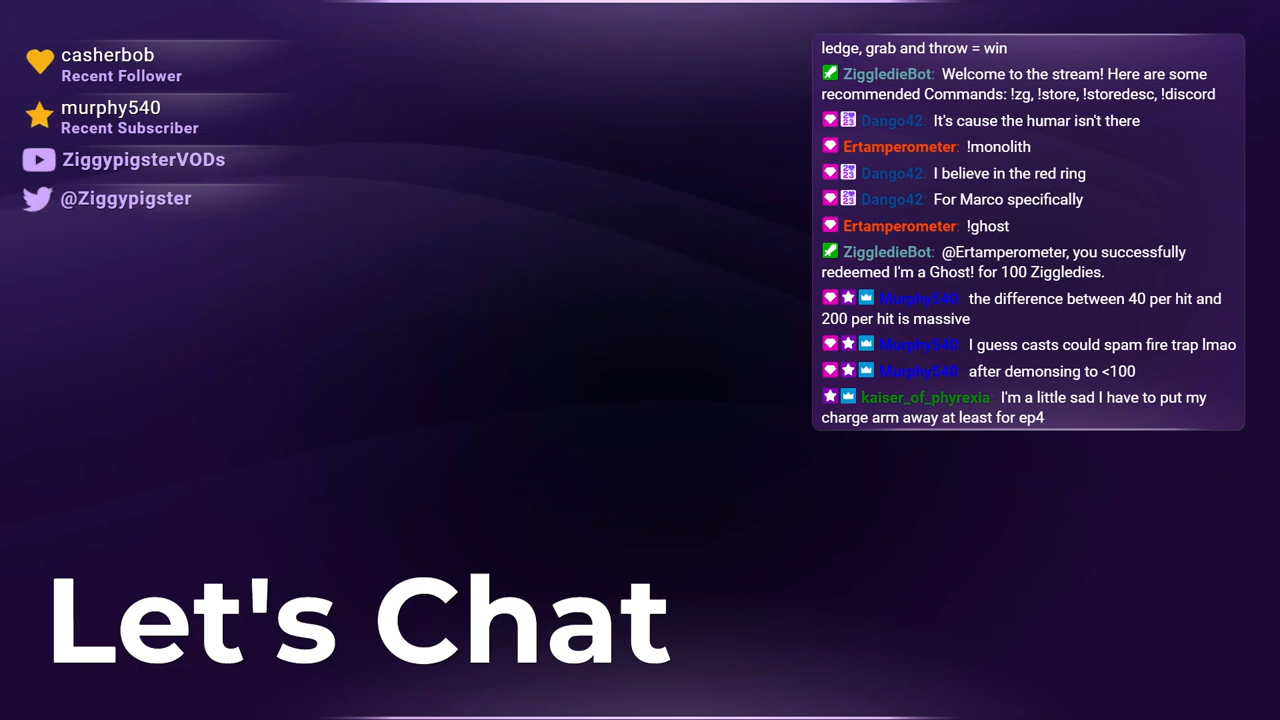 casherbob
Recent Follower
murphy540
Recent Subscriber
ZiggypigsterVODs
@Ziggypigster
ledge, grab and throw = win
ZiggledieBot: Welcome to the stream! Here are some
recommended Commands: !zg, !store, !storedesc, !discord
Dango42: It's cause the humar isn't there
Ertamperometer: !monolith
Dango42: I believe in the red ring
Dango42: For Marco specifically
Ertamperometer: !ghost
ZiggledieBot: @Ertamperometer, you successfully
redeemed I'm a Ghost! for 100 Ziggledies.
Murphy540: the difference between 40 per hit and
200 per hit is massive
Murphy540: I guess casts could spam fire trap lmao
Murphy540: after demonsing to <100
kaiser_of_phyrexia: I'm a little sad I have to put my
charge arm away at least for ep4
Let's Chat